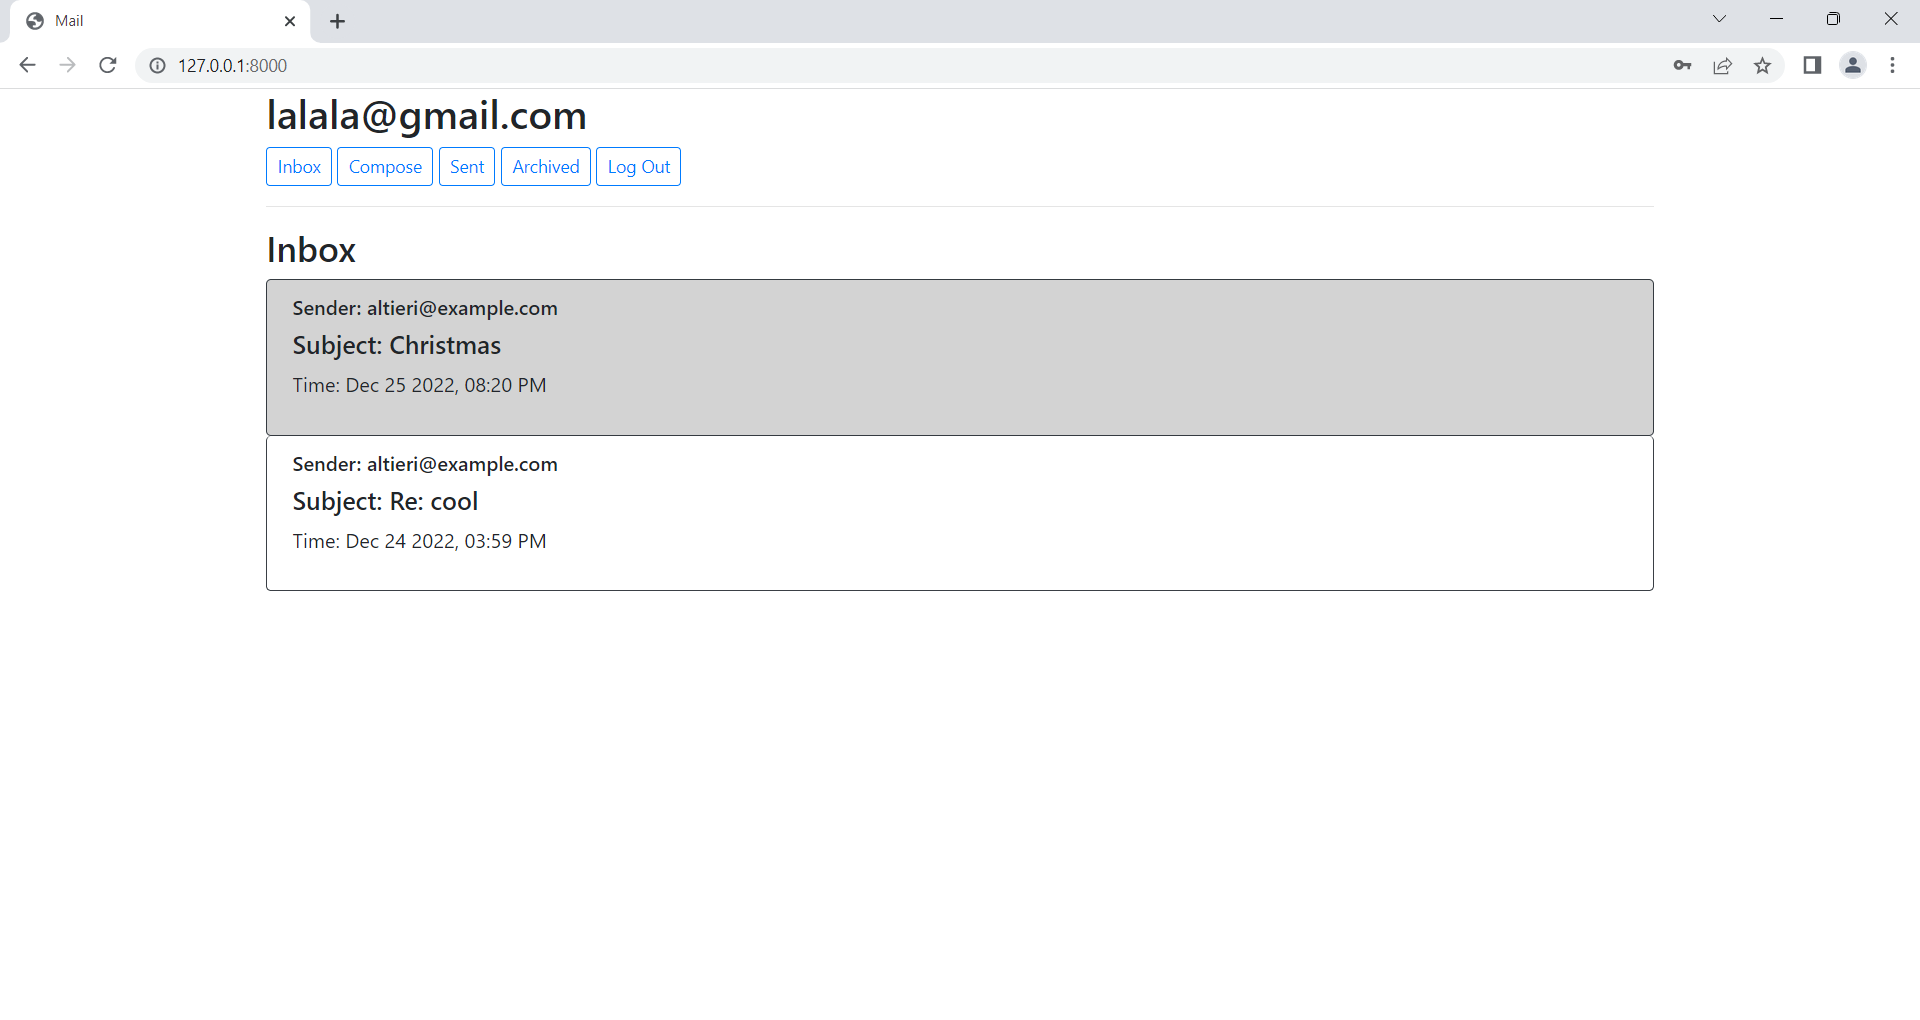 Mail
127.0.0.1:8000
lalala@gmail.com
Inbox Compose Sent Archived Log Out
Inbox
Sender: altieri@example.com
Subject: Christmas
Time: Dec 25 2022, 08:20 PM
Sender: altieri@example.com
Subject: Re: cool
Time: Dec 24 2022, 03:59 PM